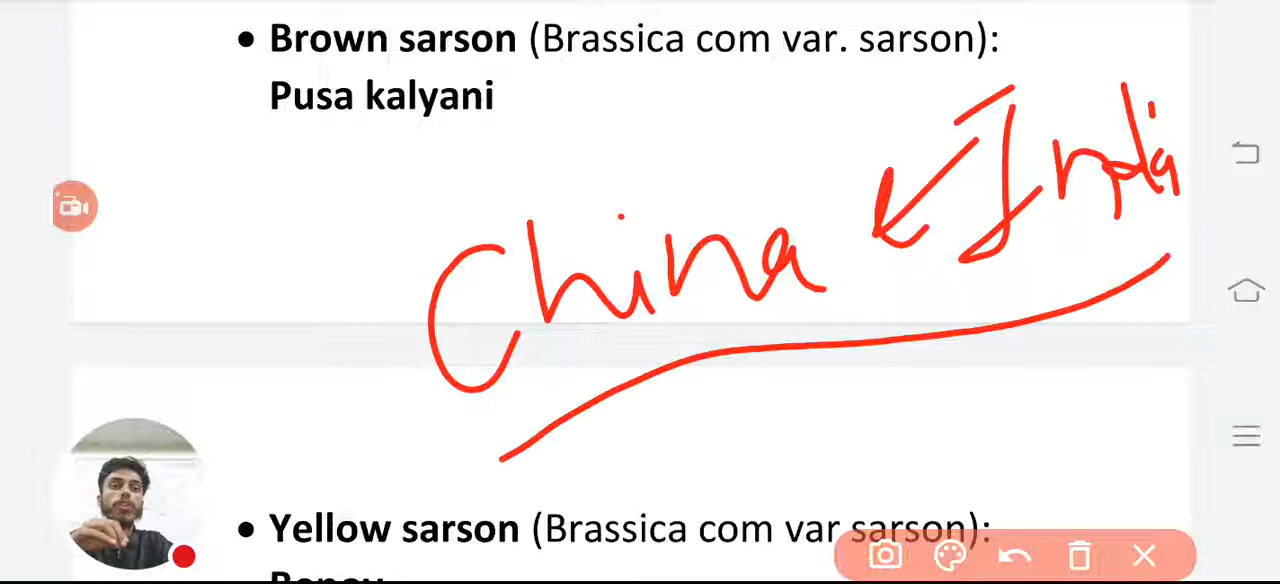 • Brown sarson (Brassica com var. sarson):
Pusa kalyani
China ← India
• Yellow sarson (Brassica com var sarson):